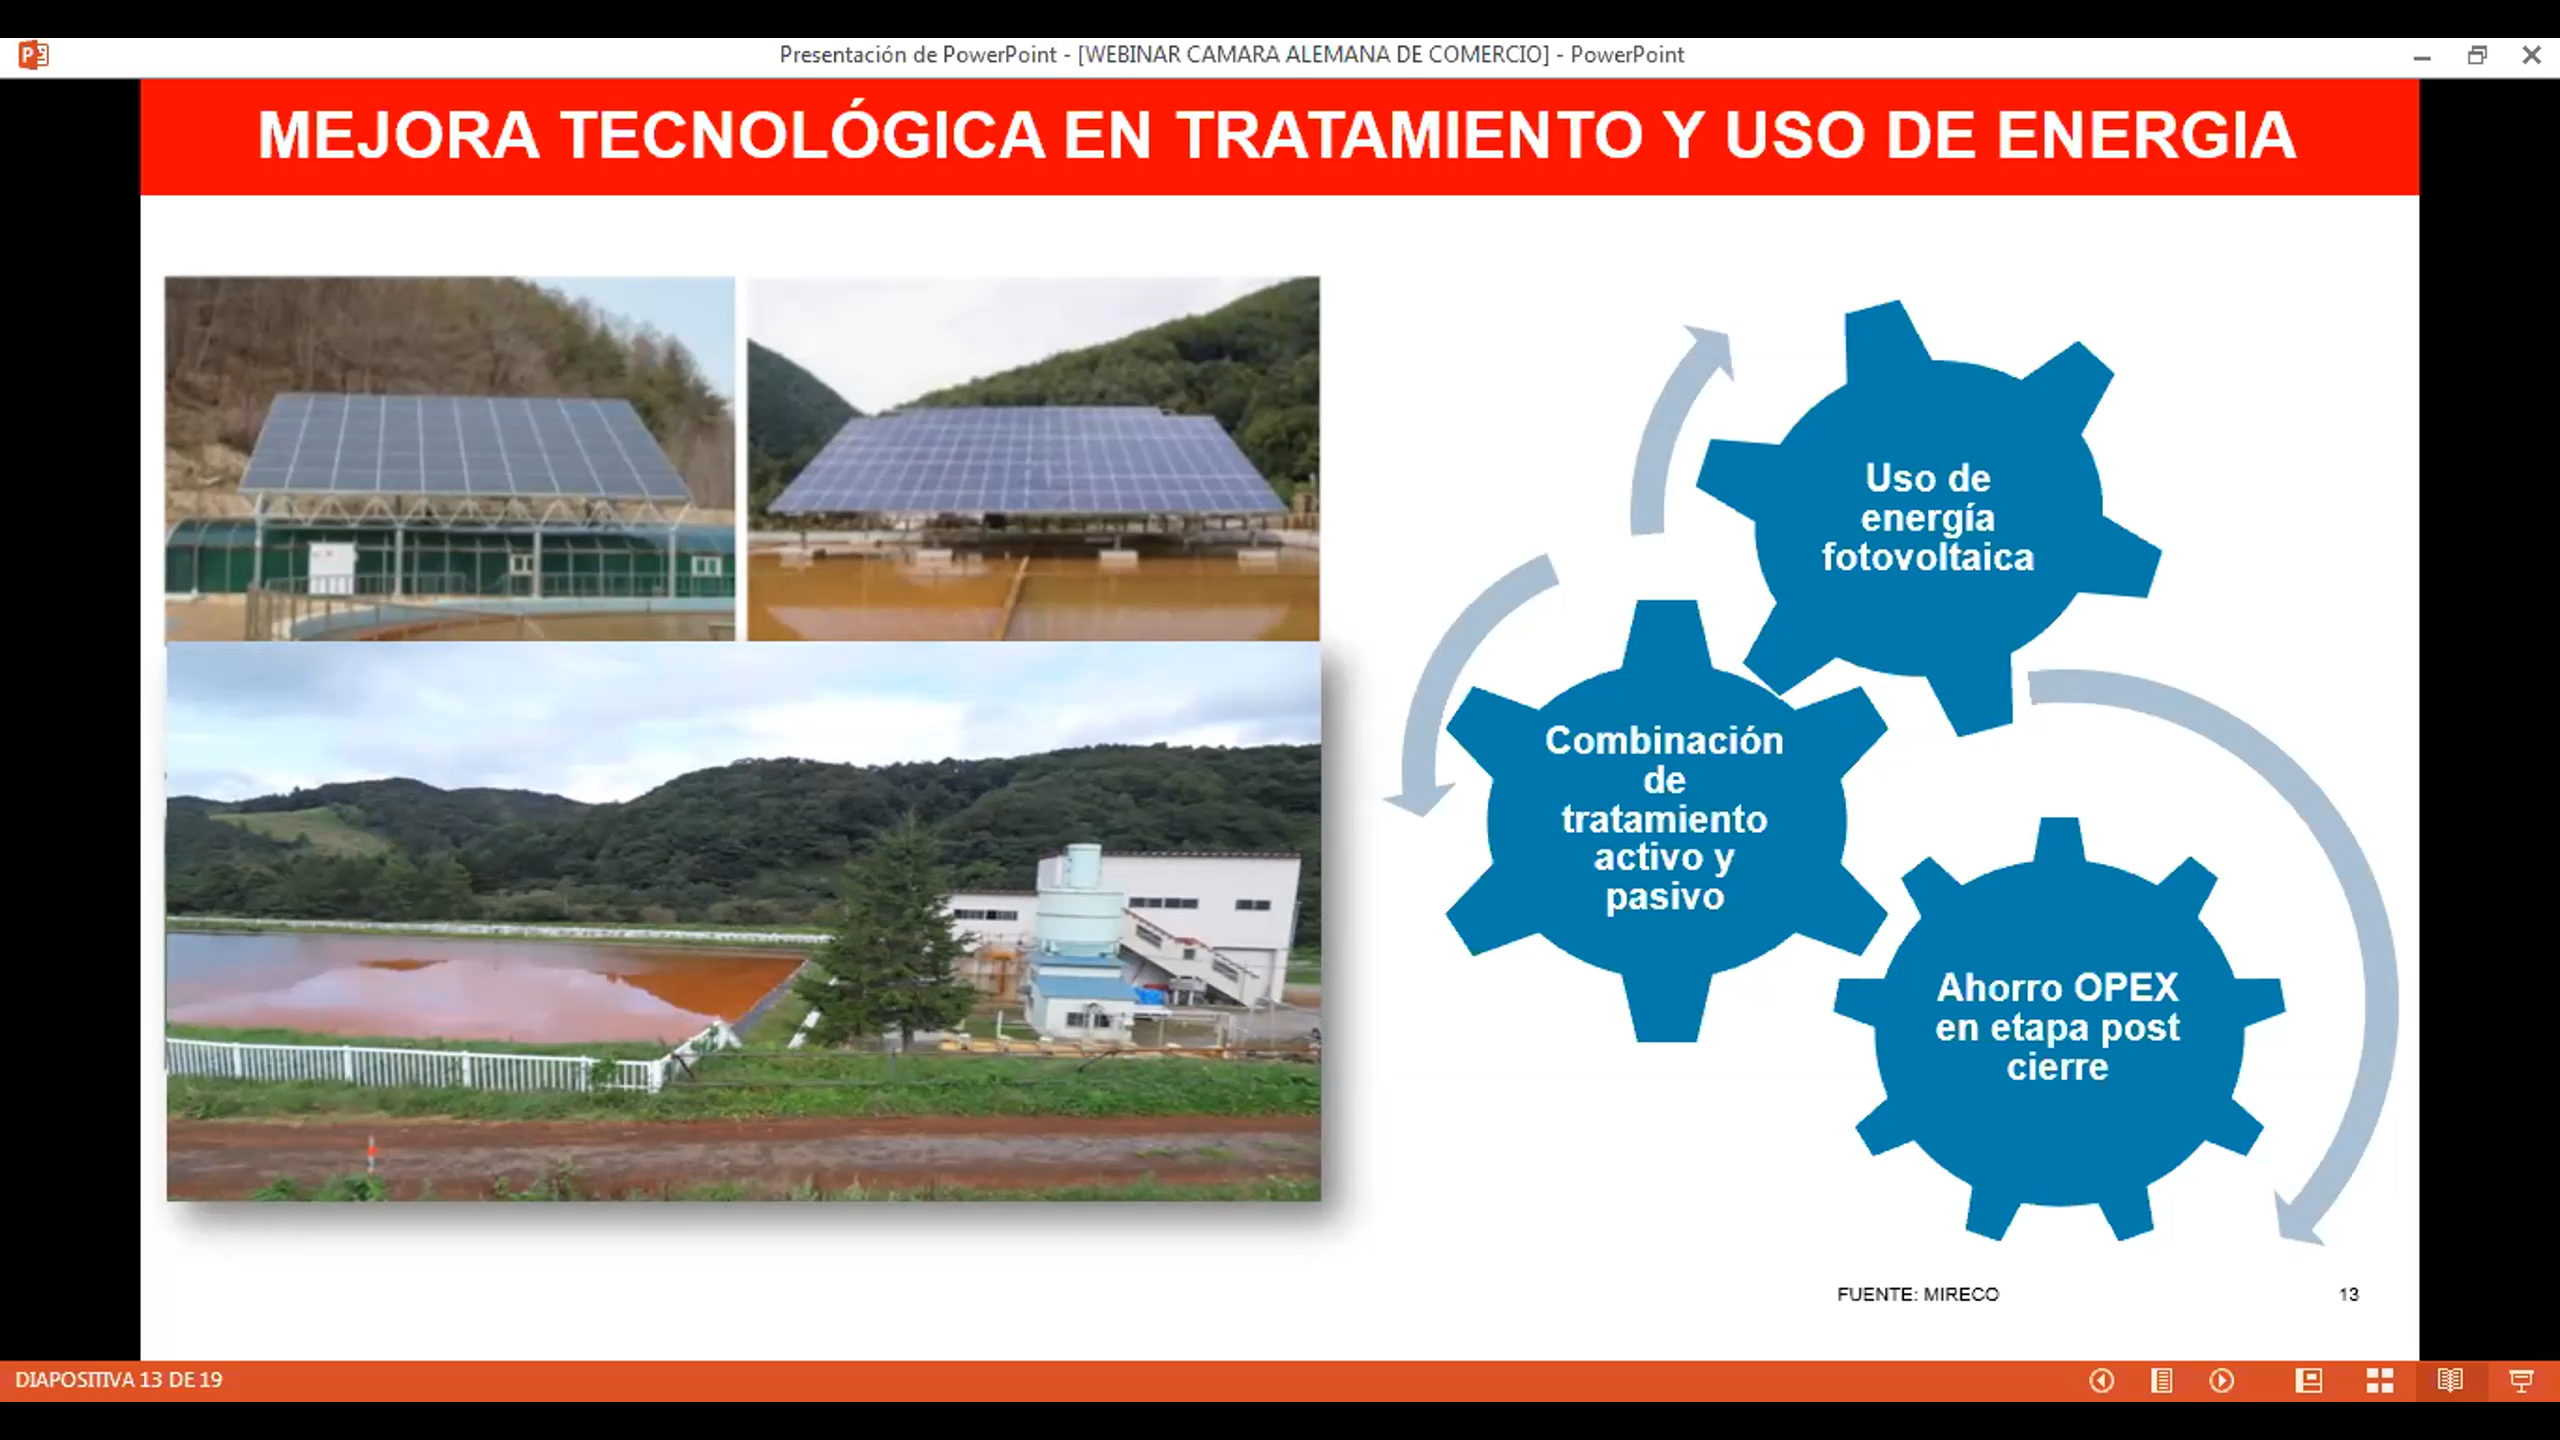 Presentación de PowerPoint - [WEBINAR CAMARA ALEMANA DE COMERCIO] - PowerPoint
MEJORA TECNOLÓGICA EN TRATAMIENTO Y USO DE ENERGIA
Uso de
energía
fotovoltaica
Combinación
de
tratamiento
activo y
pasivo
Ahorro OPEX
en etapa post
cierre
FUENTE: MIRECO
13
DIAPOSITIVA 13 DE 19